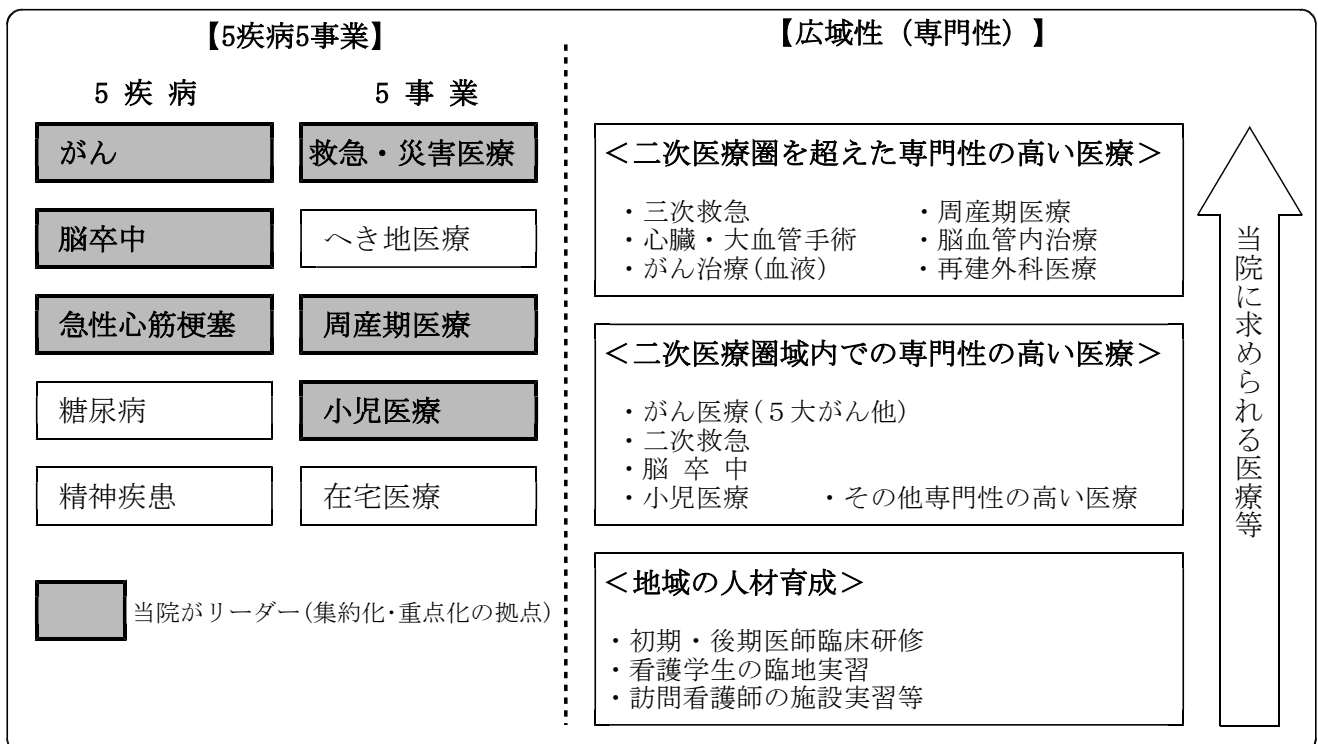 【5疾病5事業】
5 疾 病
5 事 業
がん
救急・災害医療
脳卒中
へき地医療
急性心筋梗塞
周産期医療
糖尿病
小児医療
精神疾患
在宅医療
当院がリーダー(集約化・重点化の拠点)
【広域性（専門性）】
＜二次医療圏を超えた専門性の高い医療＞
・三次救急 ・周産期医療
・心臓・大血管手術 ・脳血管内治療
・がん治療(血液) ・再建外科医療
＜二次医療圏域内での専門性の高い医療＞
・がん医療(５大がん他)
・二次救急
・脳 卒 中
・小児医療 ・その他専門性の高い医療
＜地域の人材育成＞
・初期・後期医師臨床研修
・看護学生の臨地実習
・訪問看護師の施設実習等
当院に求められる医療等